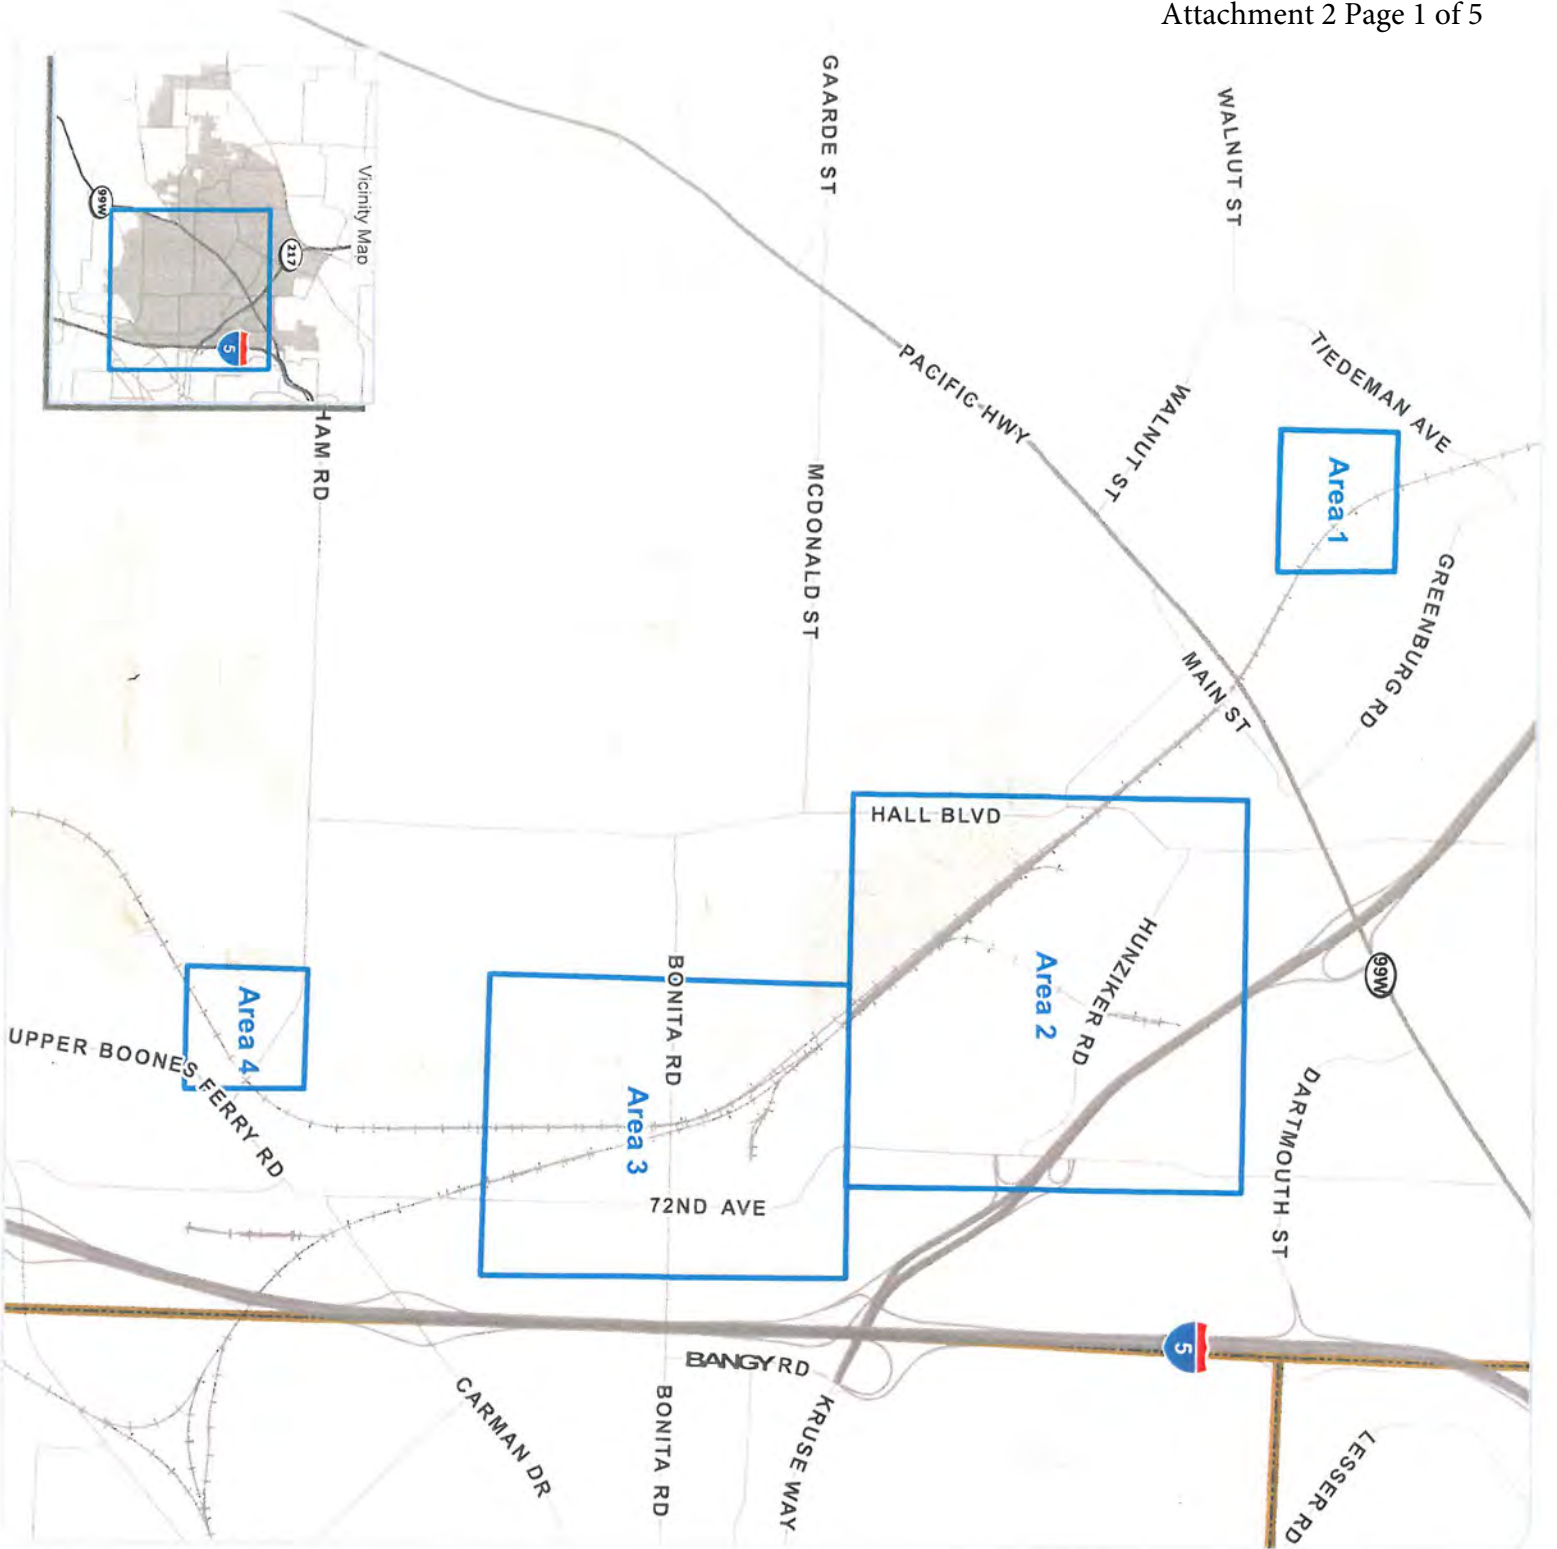 Attachment 2 Page 1 of 5
GAARDE ST
WALNUT ST
Vicinity Map
99W
217
5
TIEDEMAN AVE
PACIFIC HWY
WALNUT ST
Area 1
HAM RD
MCDONALD ST
GREENBURG RD
MAIN ST
HALL BLVD
HUNZIKER RD
Area 2
99W
BONITA RD
Area 4
UPPER BOONES FERRY RD
Area 3
DARTMOUTH ST
72ND AVE
5
BANGY RD
CARMAN DR
BONITA RD
KRUSE WAY
LESSER RD